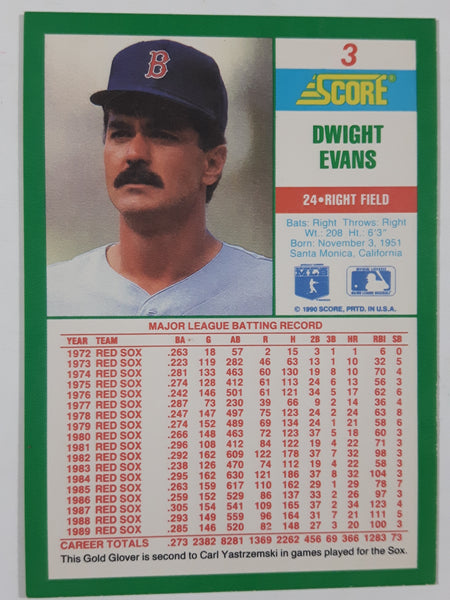 B
3
SCORE®
DWIGHT
EVANS
24•RIGHT FIELD
Bats: Right Throws: Right
Wt.: 208 Ht.: 6'3"
Born: November 3, 1951
Santa Monica, California
MAJOR LEAGUE BASEBALL
© 1990 SCORE, PRTD. IN U.S.A.
MAJOR LEAGUE BATTING RECORD
YEAR TEAM BA G AB R H 2B 3B HR RBI SB
1972 RED SOX .263 18 57 2 15 3 1 1 6 0
1973 RED SOX .223 119 282 46 63 13 1 10 32 5
1974 RED SOX .281 133 463 60 130 19 8 10 70 4
1975 RED SOX .274 128 412 61 113 24 6 13 56 3
1976 RED SOX .242 146 501 61 121 34 5 17 62 6
1977 RED SOX .287 73 230 39 66 9 2 14 36 4
1978 RED SOX .247 147 497 75 123 24 2 24 63 8
1979 RED SOX .274 152 489 69 134 24 1 21 58 6
1980 RED SOX .266 148 463 72 123 37 5 18 60 3
1981 RED SOX .296 108 412 84 122 19 4 22 71 3
1982 RED SOX .292 162 609 122 178 37 7 32 98 3
1983 RED SOX .238 126 470 74 112 19 4 22 58 3
1984 RED SOX .295 162 630 121 186 37 8 32 104 3
1985 RED SOX .263 159 617 110 162 29 1 29 78 7
1986 RED SOX .259 152 529 86 137 33 2 26 97 3
1987 RED SOX .305 154 541 109 165 37 2 34 123 4
1988 RED SOX .293 149 559 96 164 31 7 21 111 5
1989 RED SOX .285 146 520 82 148 27 3 20 100 3
CAREER TOTALS .273 2382 8281 1369 2262 456 69 366 1283 73
This Gold Glover is second to Carl Yastrzemski in games played for the Sox.